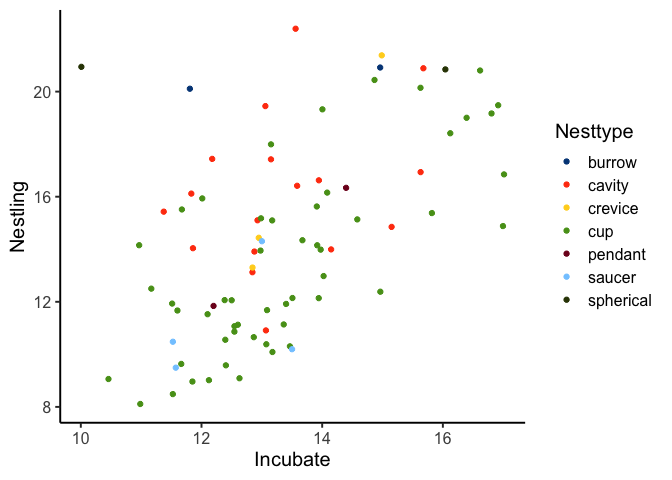 Nestling
20
16
12
8
10 12 14 16
Incubate
Nesttype
burrow
cavity
crevice
cup
pendant
saucer
spherical